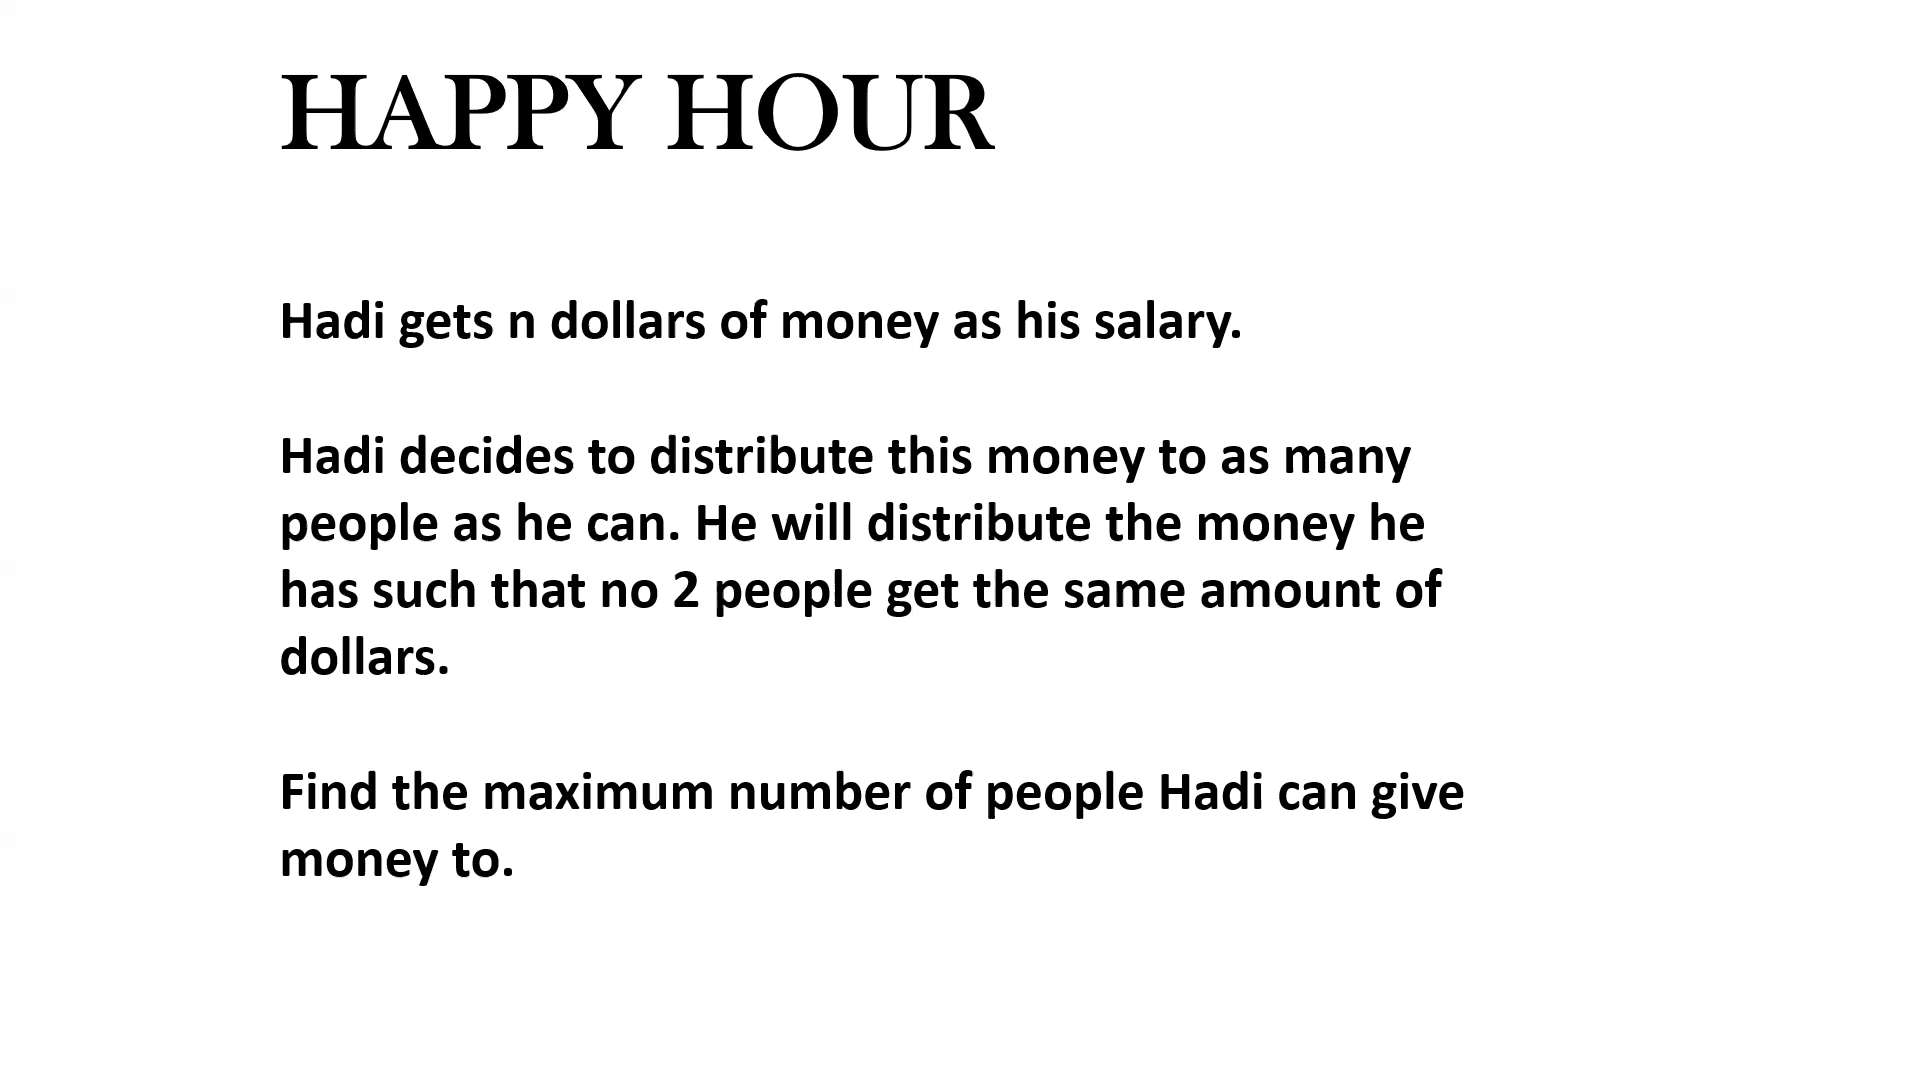 HAPPY HOUR
Hadi gets n dollars of money as his salary.
Hadi decides to distribute this money to as many
people as he can. He will distribute the money he
has such that no 2 people get the same amount of
dollars.
Find the maximum number of people Hadi can give
money to.